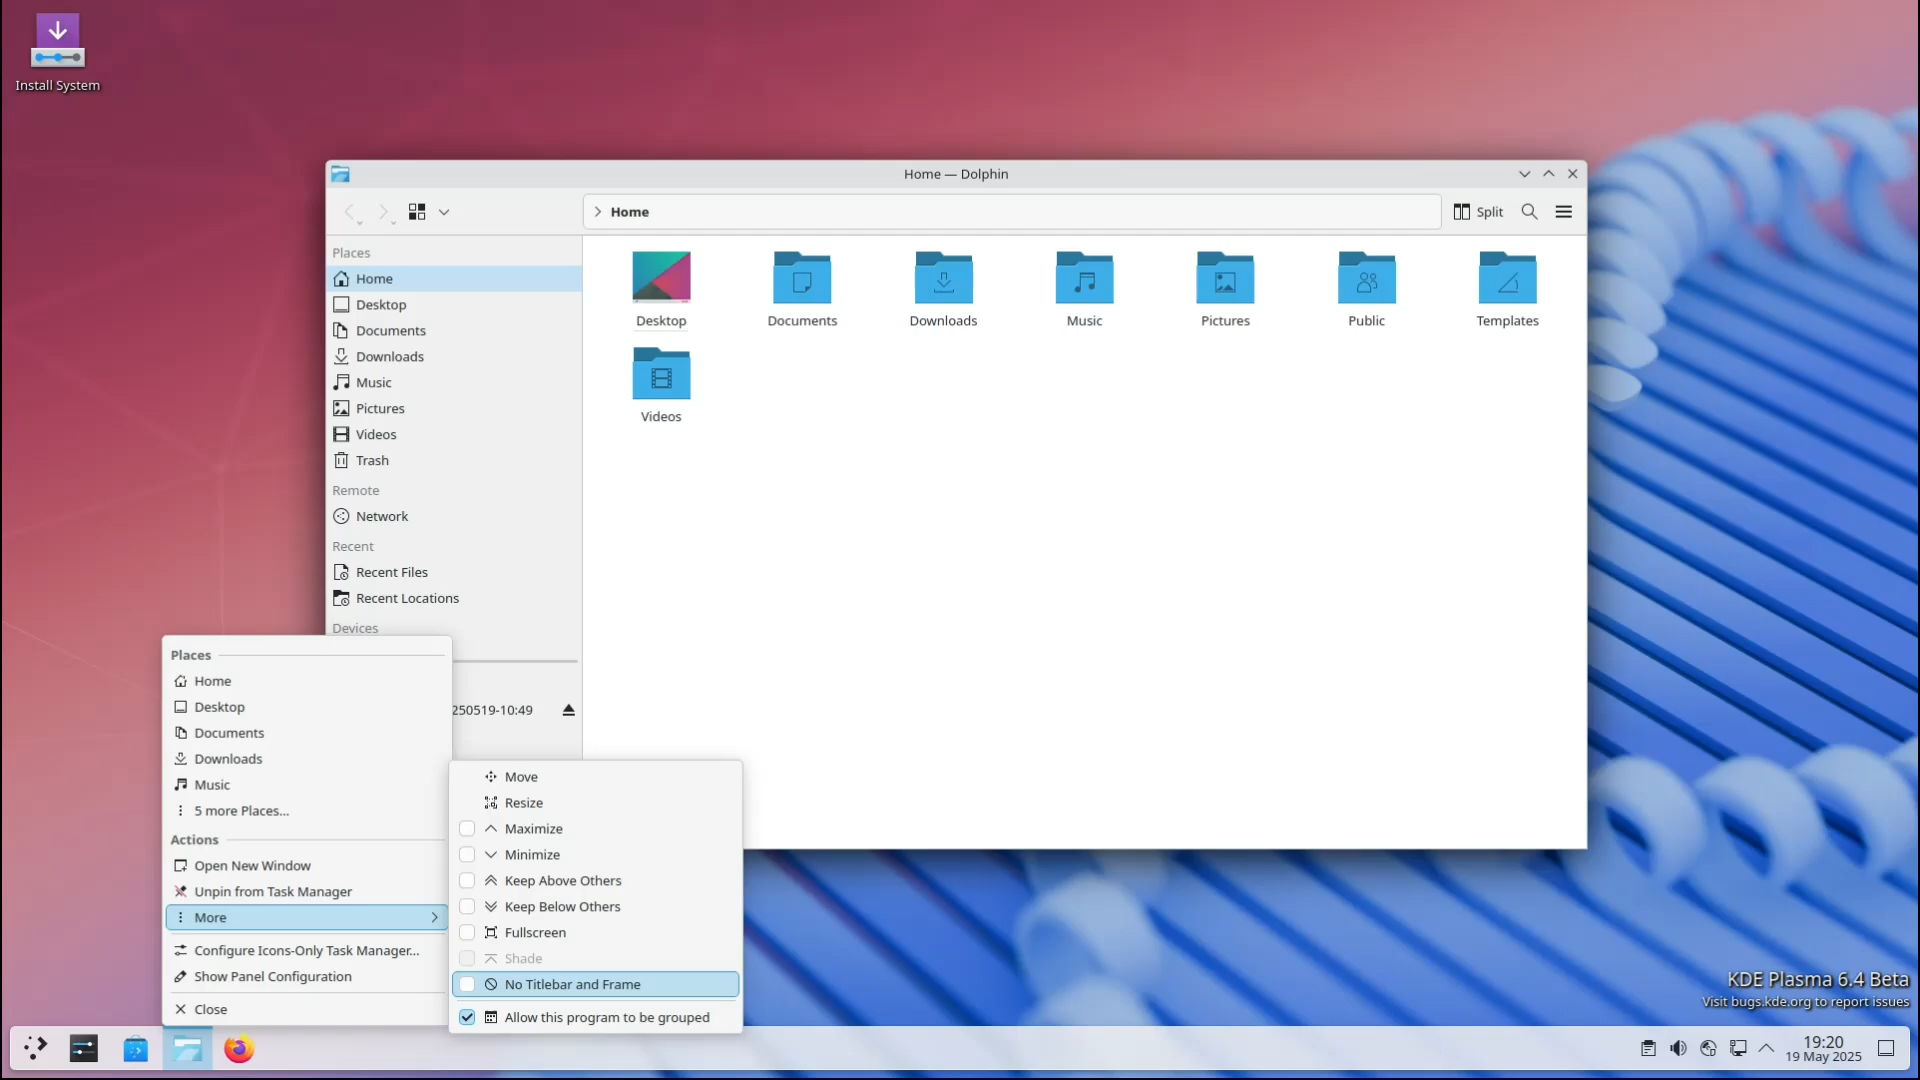 Install System
Home — Dolphin
Home
Split
Places
Home
Desktop
Documents
Downloads
Music
Pictures
Videos
Trash
Remote
Network
Recent
Recent Files
Recent Locations
Devices
250519-10:49
Desktop
Documents
Downloads
Music
Pictures
Public
Templates
Videos
Places
Home
Desktop
Documents
Downloads
Music
5 more Places...
Actions
Open New Window
Unpin from Task Manager
More
Configure Icons-Only Task Manager...
Show Panel Configuration
Close
Move
Resize
Maximize
Minimize
Keep Above Others
Keep Below Others
Fullscreen
Shade
No Titlebar and Frame
Allow this program to be grouped
KDE Plasma 6.4 Beta
Visit bugs.kde.org to report issues
19:20
19 May 2025